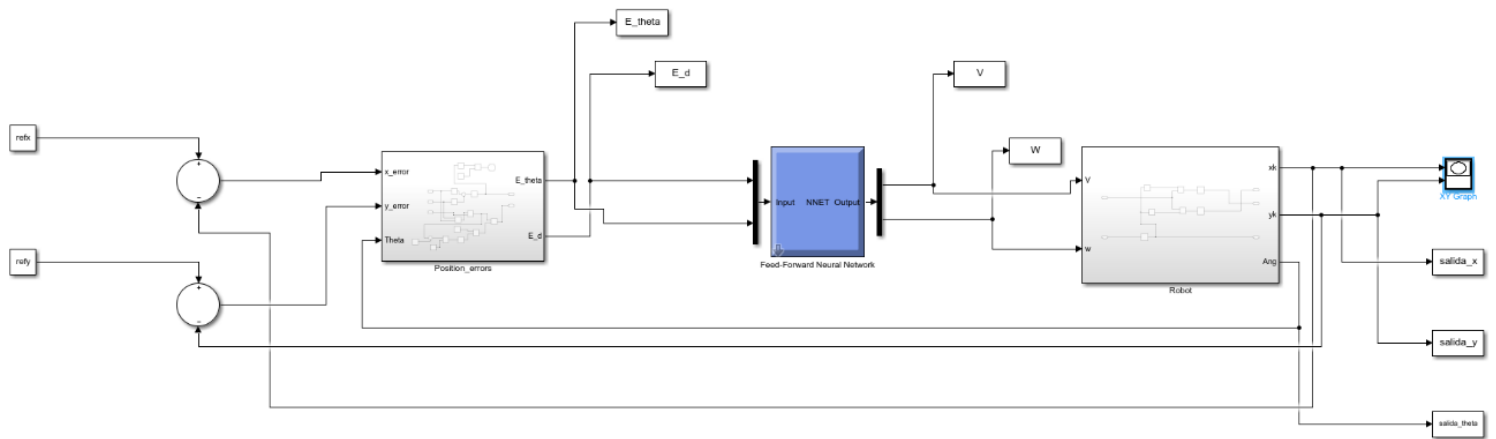 E_theta
E_d
V
W
refx
x_error
y_error
Theta
E_theta
E_d
Position_errors
Input
NNET Output
Feed-Forward Neural Network
V
w
xk
yk
Ang
Robot
XY Graph
refy
salida_x
salida_y
salida_theta